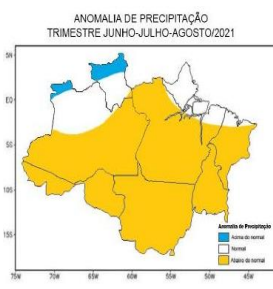 ANOMALIA DE PRECIPITAÇÃO
TRIMESTRE JUNHO-JULHO-AGOSTO/2021
5N
EQ
5S
10S
15S
75W 70W 65W 60W 55W 50W 45W
Anomalia de Precipitação
Acima do normal
Normal
Abaixo do normal